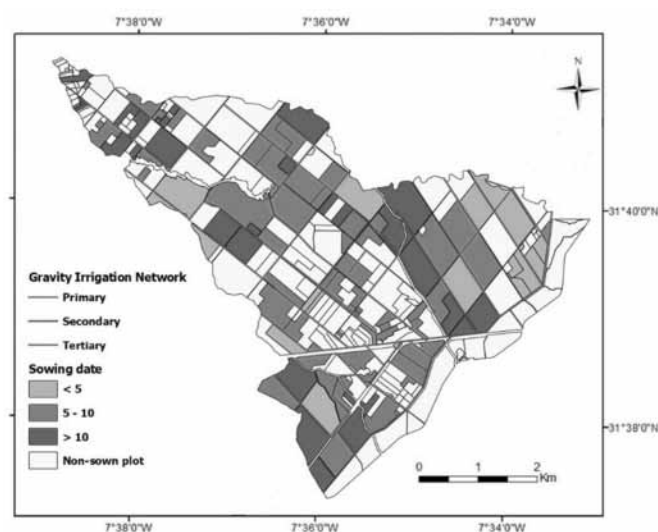 7°38'0"W 7°36'0"W 7°34'0"W
N
31°40'0"N
Gravity Irrigation Network
Primary
Secondary
Tertiary
Sowing date
< 5
5 - 10
> 10
Non-sown plot
31°38'0"N
0 0.5 1 2
Km
7°38'0"W 7°36'0"W 7°34'0"W